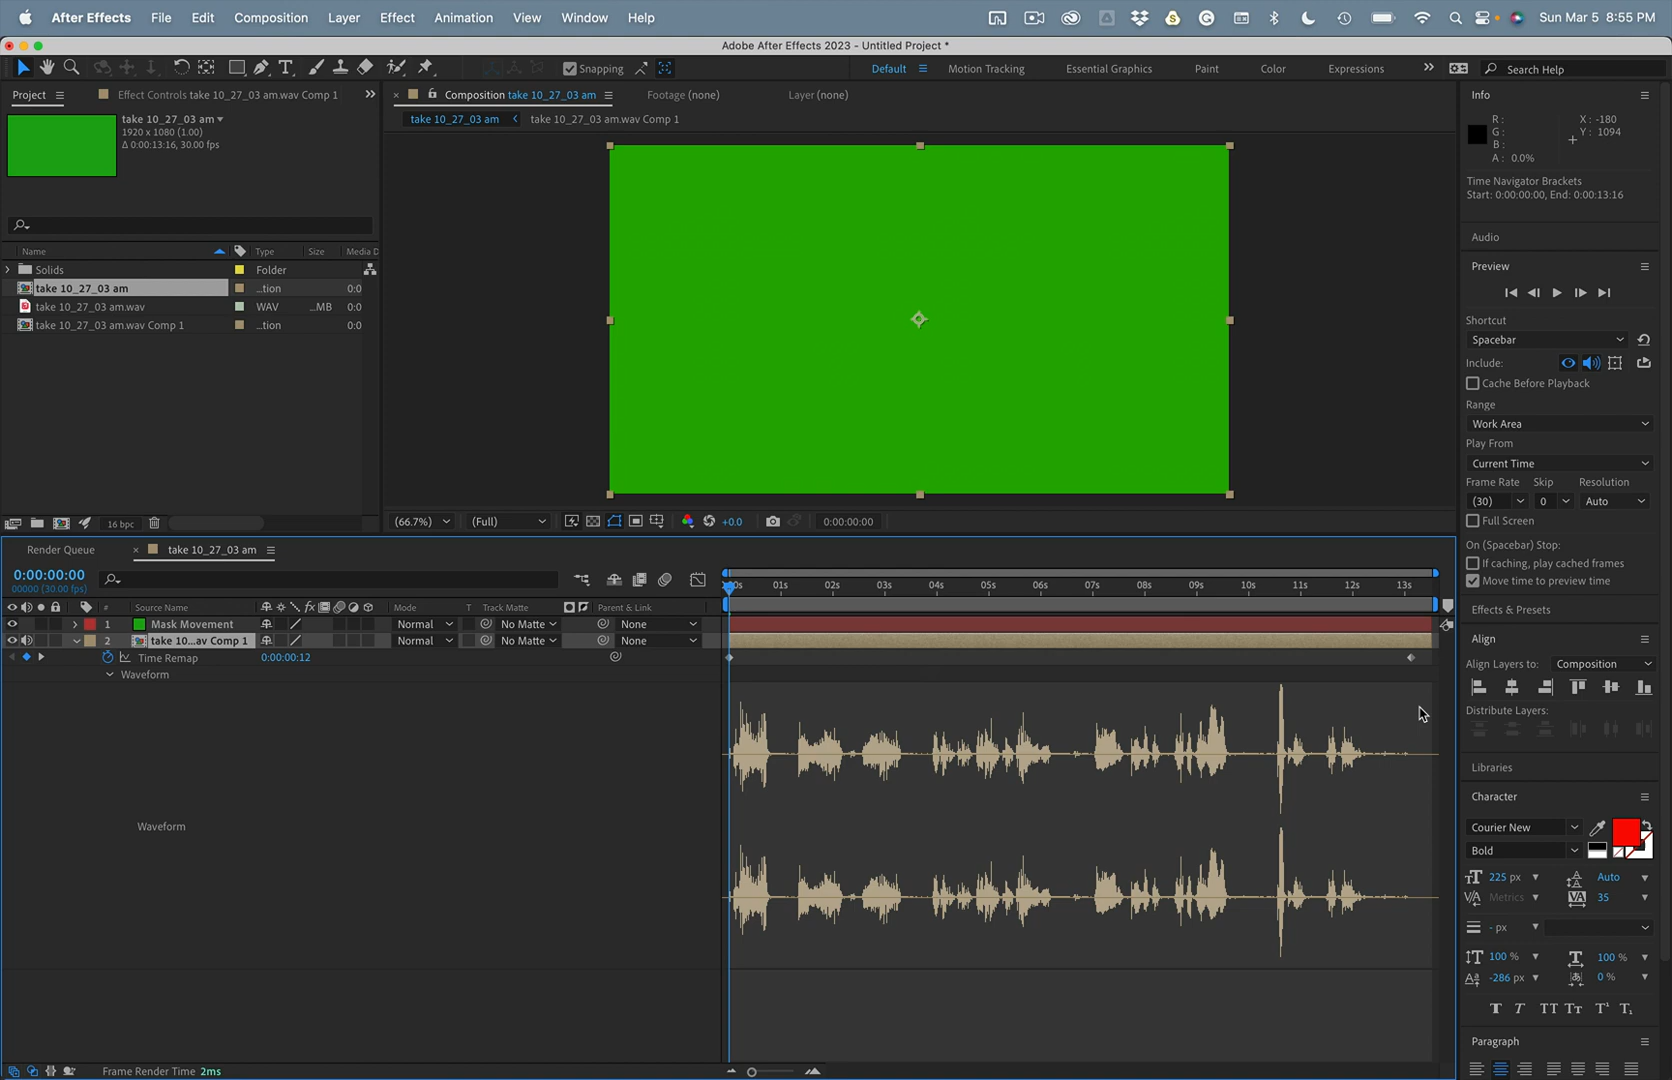 After Effects File Edit Composition Layer Effect Animation View Window Help Sun Mar 5 8:55 PM
Adobe After Effects 2023 - Untitled Project *
Snapping Default Motion Tracking Essential Graphics Paint Color Expressions Search Help
Project Effect Controls take 10_27_03 am.wav Comp 1
Composition take 10_27_03 am Footage (none) Layer (none)
take 10_27_03 am
1920 x 1080 (1.00)
Δ 0:00:13:16, 30.00 fps
take 10_27_03 am take 10_27_03 am.wav Comp 1
Name Type Size Media D
Solids Folder
take 10_27_03 am ...tion 0:0
take 10_27_03 am.wav WAV ...MB 0:0
take 10_27_03 am.wav Comp 1 ...tion 0:0
16 bpc
(66.7%) (Full) +0.0 0:00:00:00
Info
R: X: -180
G: Y: 1094
B:
A: 0.0%
Time Navigator Brackets
Start: 0:00:00:00, End: 0:00:13:16
Audio
Preview
Shortcut
Spacebar
Include:
Cache Before Playback
Range
Work Area
Play From
Current Time
Frame Rate Skip Resolution
(30) 0 Auto
Full Screen
On (Spacebar) Stop:
If caching, play cached frames
Move time to preview time
Effects & Presets
Align
Align Layers to: Composition
Distribute Layers:
Libraries
Character
Courier New
Bold
225 px Auto
Metrics 35
- px
100 % 100 %
-286 px 0 %
T T TT Tt T¹ T₁
Paragraph
Render Queue take 10_27_03 am
0:00:00:00
00000 (30.00 fps)
01s 02s 03s 04s 05s 06s 07s 08s 09s 10s 11s 12s 13s
# Source Name Mode T Track Matte Parent & Link
1 Mask Movement Normal No Matte None
2 take 10...av Comp 1 Normal No Matte None
Time Remap 0:00:00:12
Waveform
Waveform
Frame Render Time 2ms